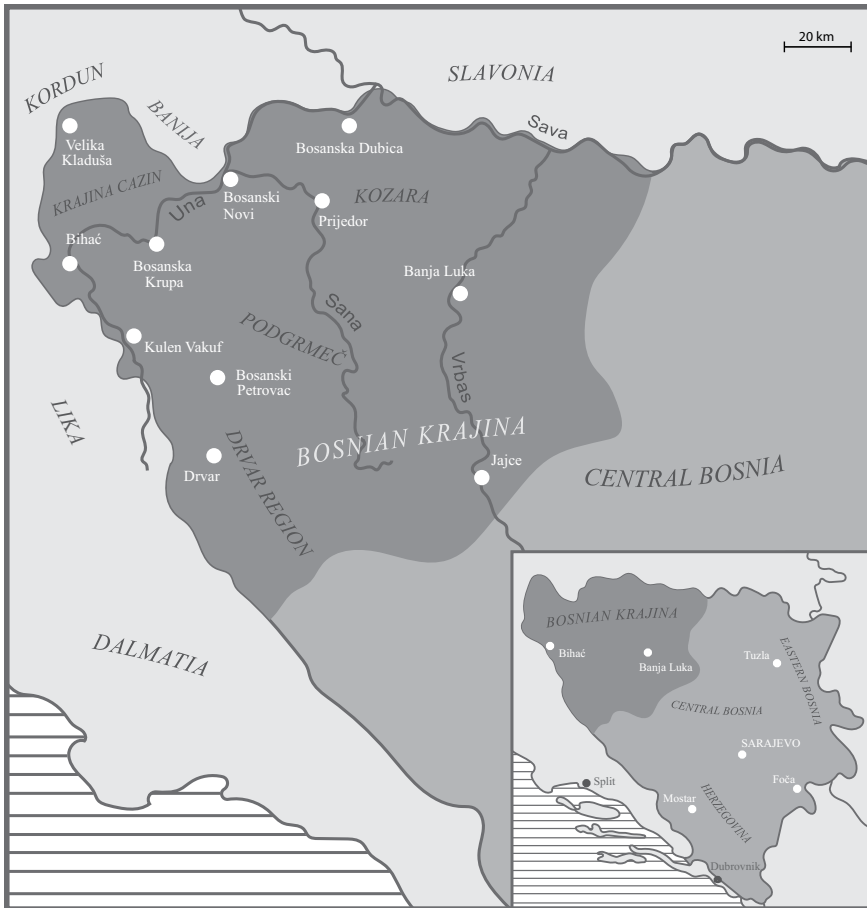 20 km
SLAVONIA
KORDUN
BANIJA
Sava
Velika
Kladuša
Bosanska Dubica
KRAJINA CAZIN
Una
Bosanski
Novi
KOZARA
Prijedor
Bihać
Bosanska
Krupa
Banja Luka
Sana
PODGRMEČ
Kulen Vakuf
Vrbas
Bosanski
Petrovac
LIKA
BOSNIAN KRAJINA
Drvar
DRVAR REGION
Jajce
CENTRAL BOSNIA
DALMATIA
BOSNIAN KRAJINA
Bihać
Banja Luka
Tuzla
EASTERN BOSNIA
CENTRAL BOSNIA
SARAJEVO
Split
Foča
Mostar
HERZEGOVINA
Dubrovnik